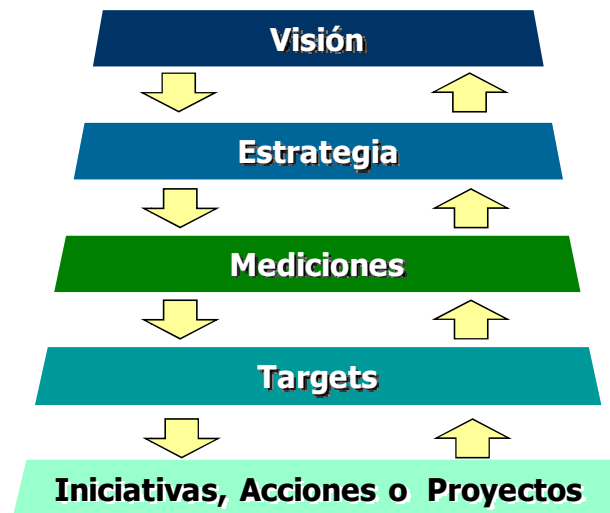 Visión
Estrategia
Mediciones
Targets
Iniciativas, Acciones o Proyectos